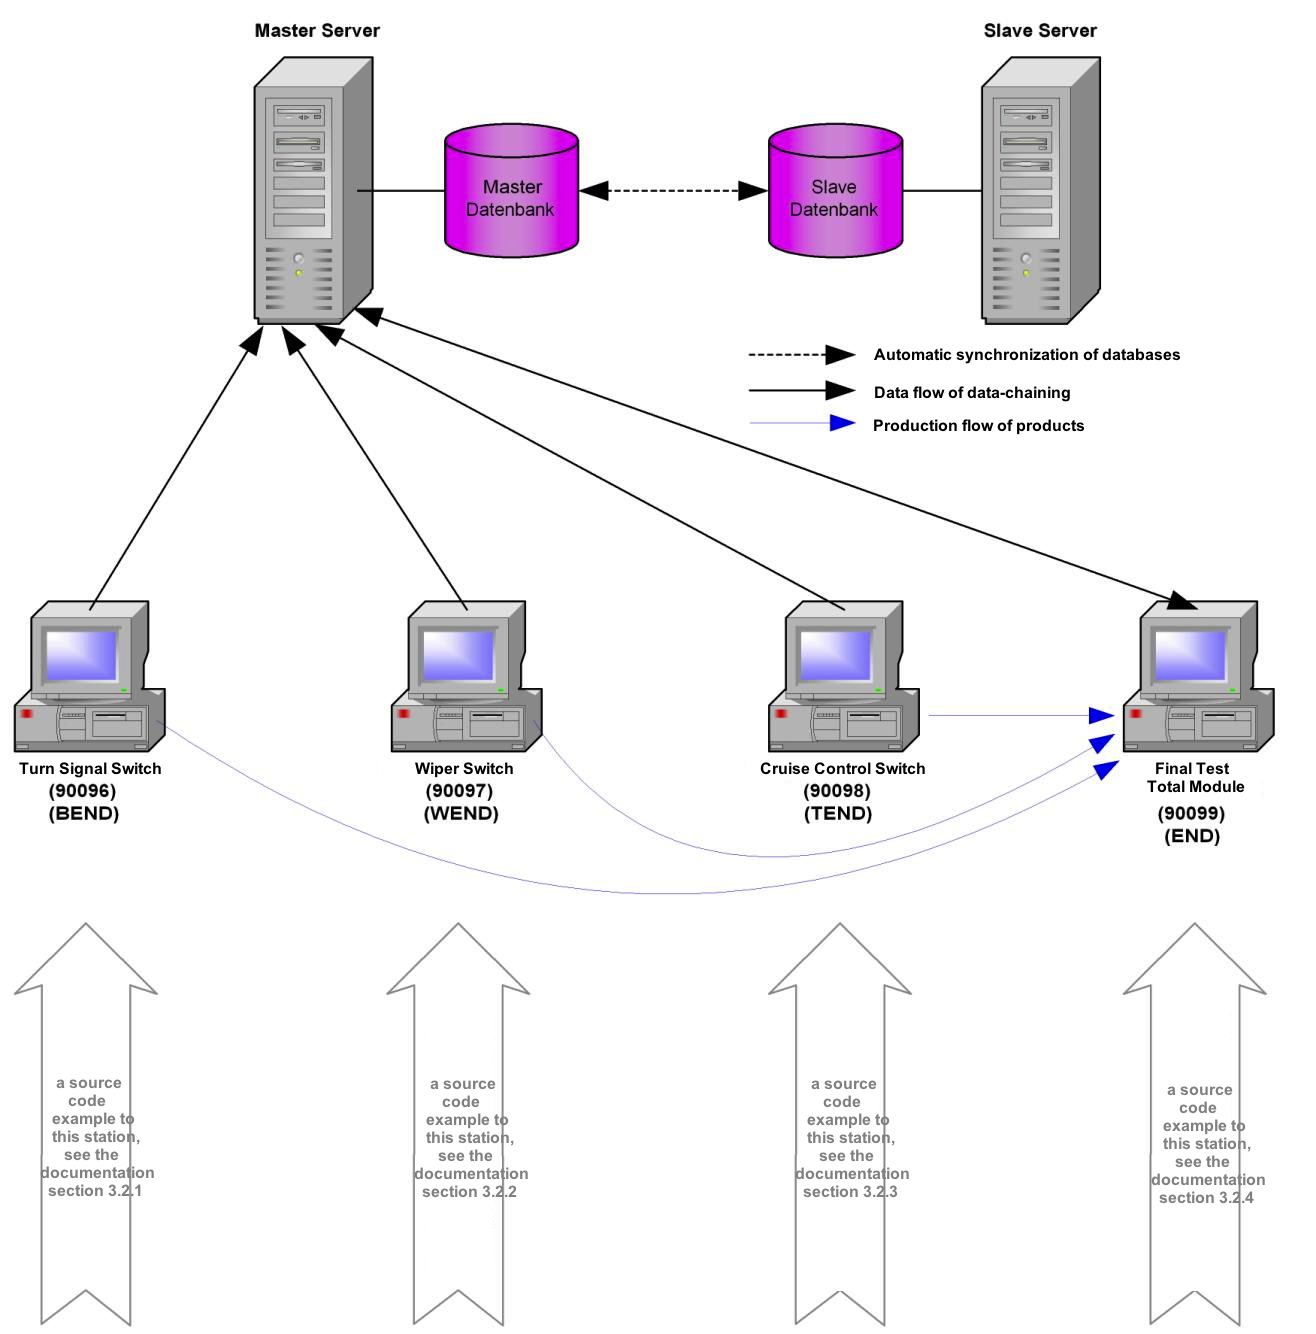 Master Server
Slave Server
Master
Datenbank
Slave
Datenbank
Automatic synchronization of databases
Data flow of data-chaining
Production flow of products
Turn Signal Switch
(90096)
(BEND)
Wiper Switch
(90097)
(WEND)
Cruise Control Switch
(90098)
(TEND)
Final Test
Total Module
(90099)
(END)
a source
code
example to
this station,
see the
documentation
section 3.2.1
a source
code
example to
this station,
see the
documentation
section 3.2.2
a source
code
example to
this station,
see the
documentation
section 3.2.3
a source
code
example to
this station,
see the
documentation
section 3.2.4